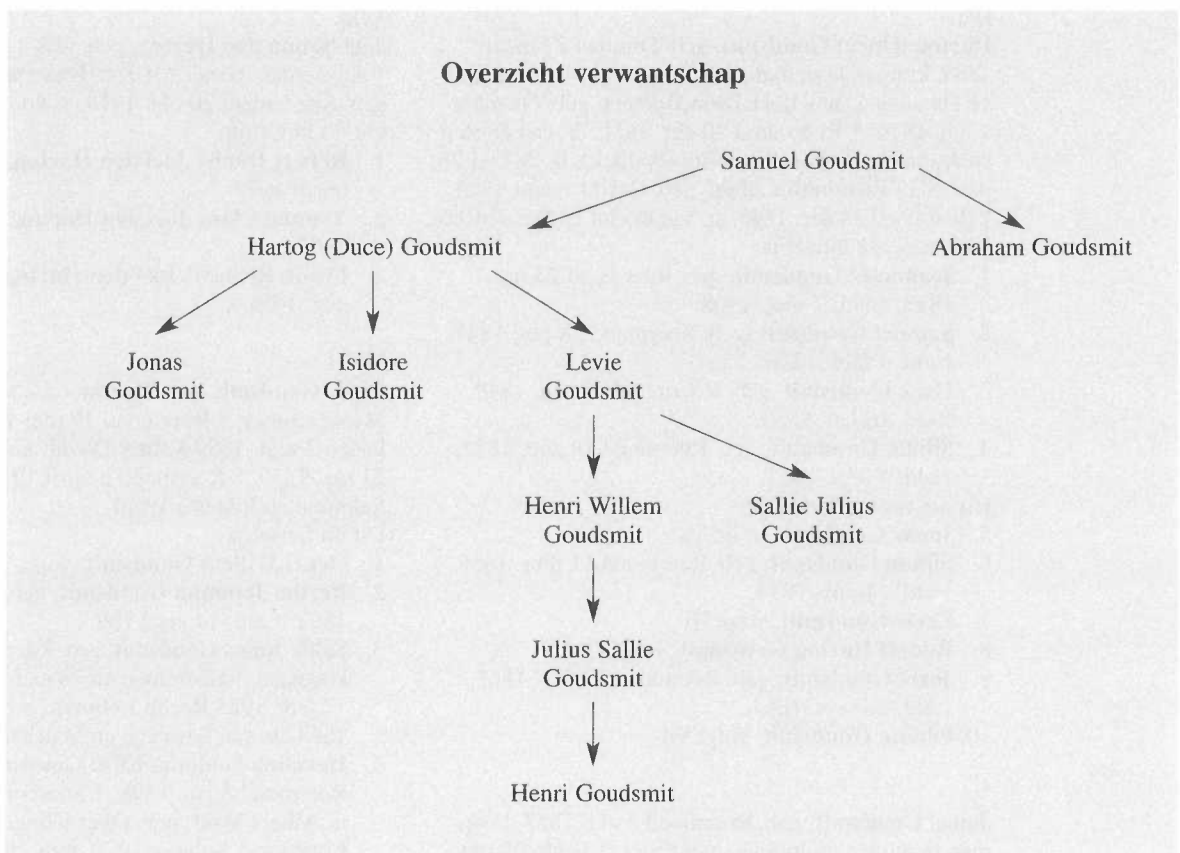 Overzicht verwantschap
Samuel Goudsmit
Hartog (Duce) Goudsmit
Abraham Goudsmit
Jonas
Goudsmit
Isidore
Goudsmit
Levie
Goudsmit
Henri Willem
Goudsmit
Sallie Julius
Goudsmit
Julius Sallie
Goudsmit
Henri Goudsmit